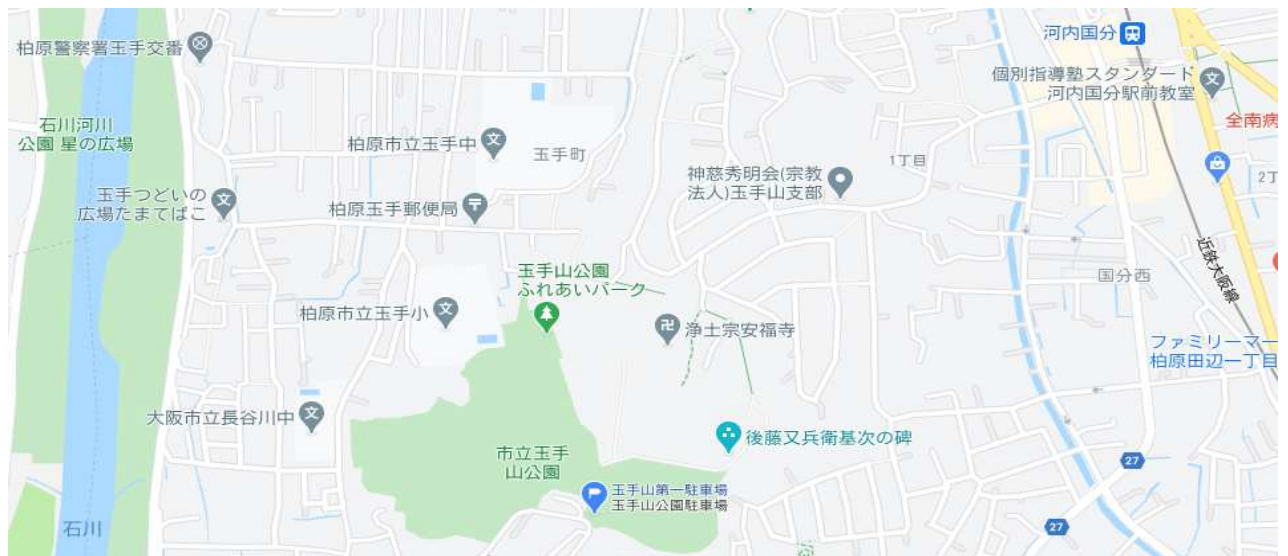 柏原警察署玉手交番
河内国分
個別指導塾スタンダード
河内国分駅前教室
石川河川
公園 星の広場
全南病
柏原市立玉手中
文
玉手町
1丁目
神慈秀明会(宗教
法人)玉手山支部
2丁
玉手つどいの
広場たまてばこ
文
柏原玉手郵便局
〒
近鉄大阪線
国分西
玉手山公園
ふれあいパーク
柏原市立玉手小
文
浄土宗安福寺
ファミリーマー
柏原田辺一丁目
大阪市立長谷川中
文
後藤又兵衛基次の碑
市立玉手
山公園
27
玉手山第一駐車場
玉手山公園駐車場
石川
27